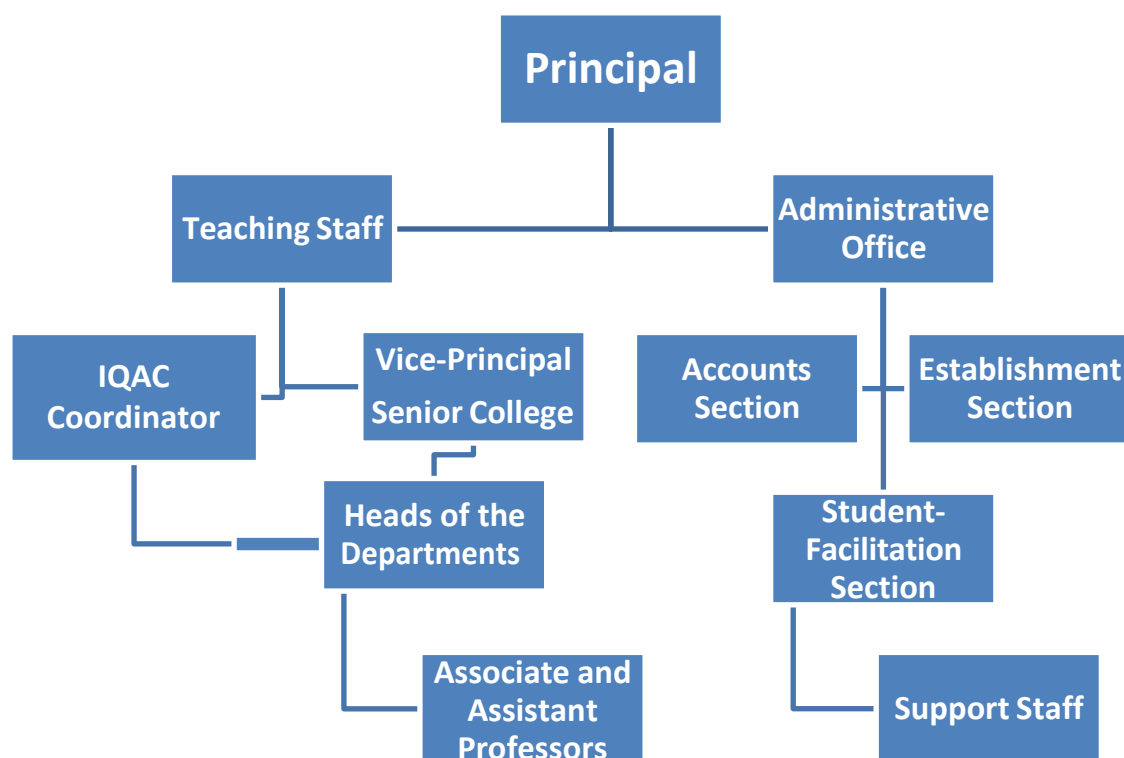 Principal
Teaching Staff
Administrative
Office
IQAC
Coordinator
Vice-Principal
Senior College
Accounts
Section
Establishment
Section
Heads of the
Departments
Student-
Facilitation
Section
Associate and
Assistant
Professors
Support Staff